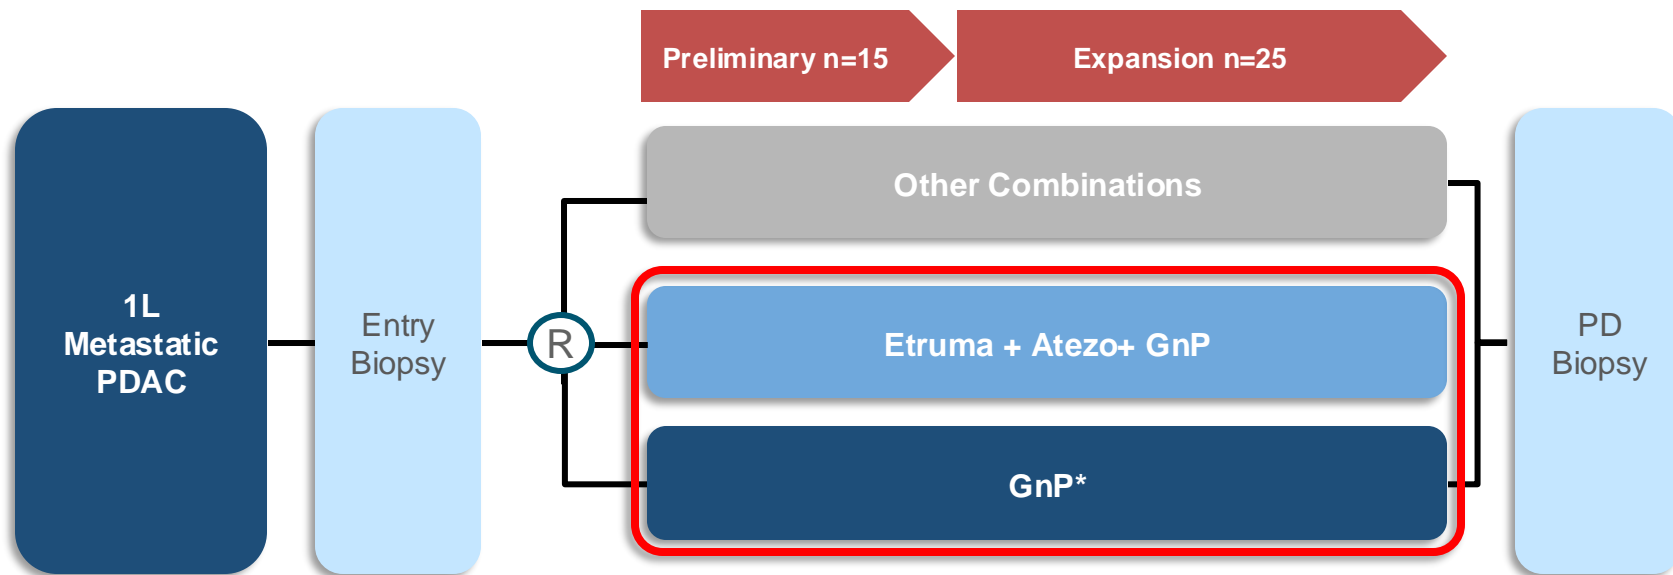 Preliminary n=15
Expansion n=25
1L
Metastatic
PDAC
Entry
Biopsy
R
Other Combinations
Etruma + Atezo+ GnP
GnP*
PD
Biopsy